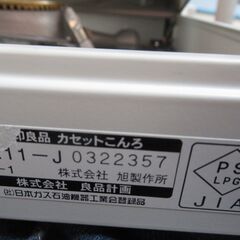 印良品 カセットこんろ
11-J 0322357
-1 株式会社 旭製作所
株式会社 良品計画
(社)日本ガス石油機器工業会登録品
PS
LPG
JIA